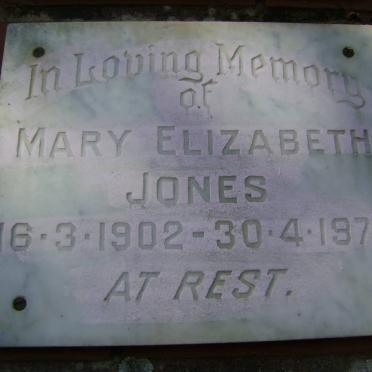 In Loving Memory
of
MARY ELIZABETH
JONES
16·3·1902-30·4·197
AT REST.